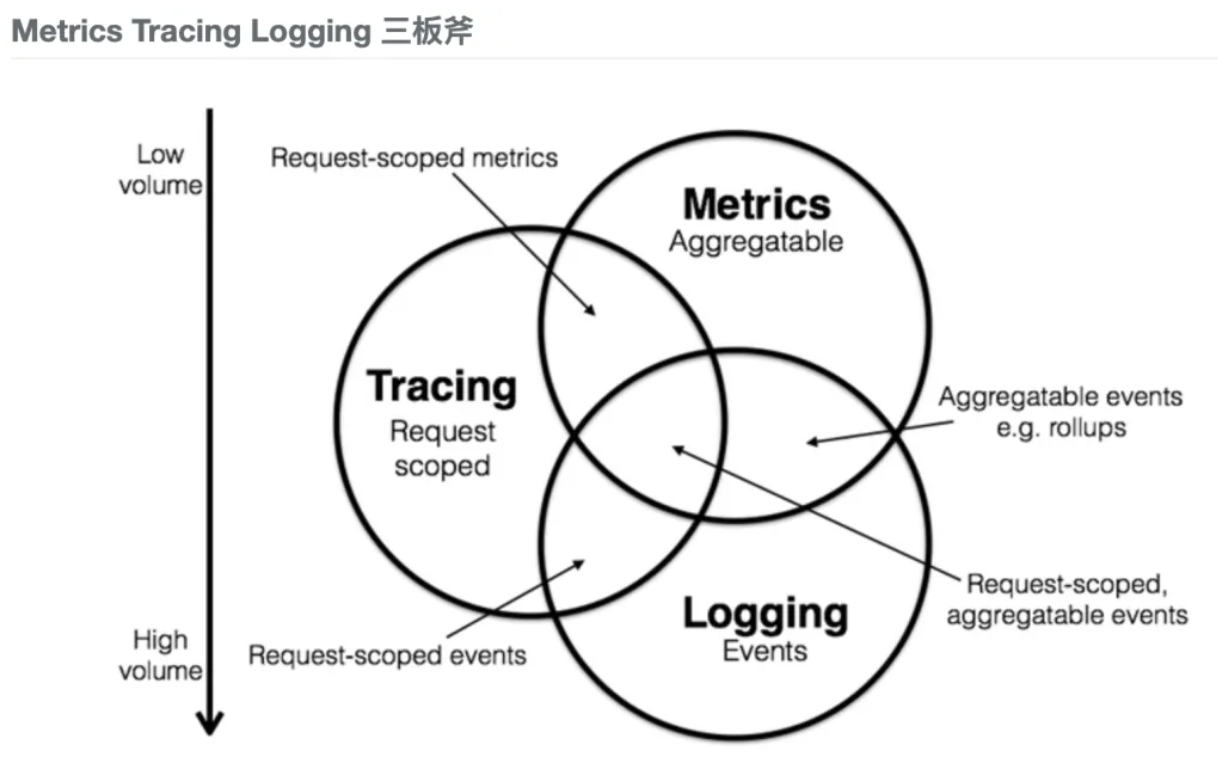 Metrics Tracing Logging 三板斧
Low
volume
Request-scoped metrics
Metrics
Aggregatable
Tracing
Request
scoped
Aggregatable events
e.g. rollups
Request-scoped,
aggregatable events
Logging
Events
High
volume
Request-scoped events